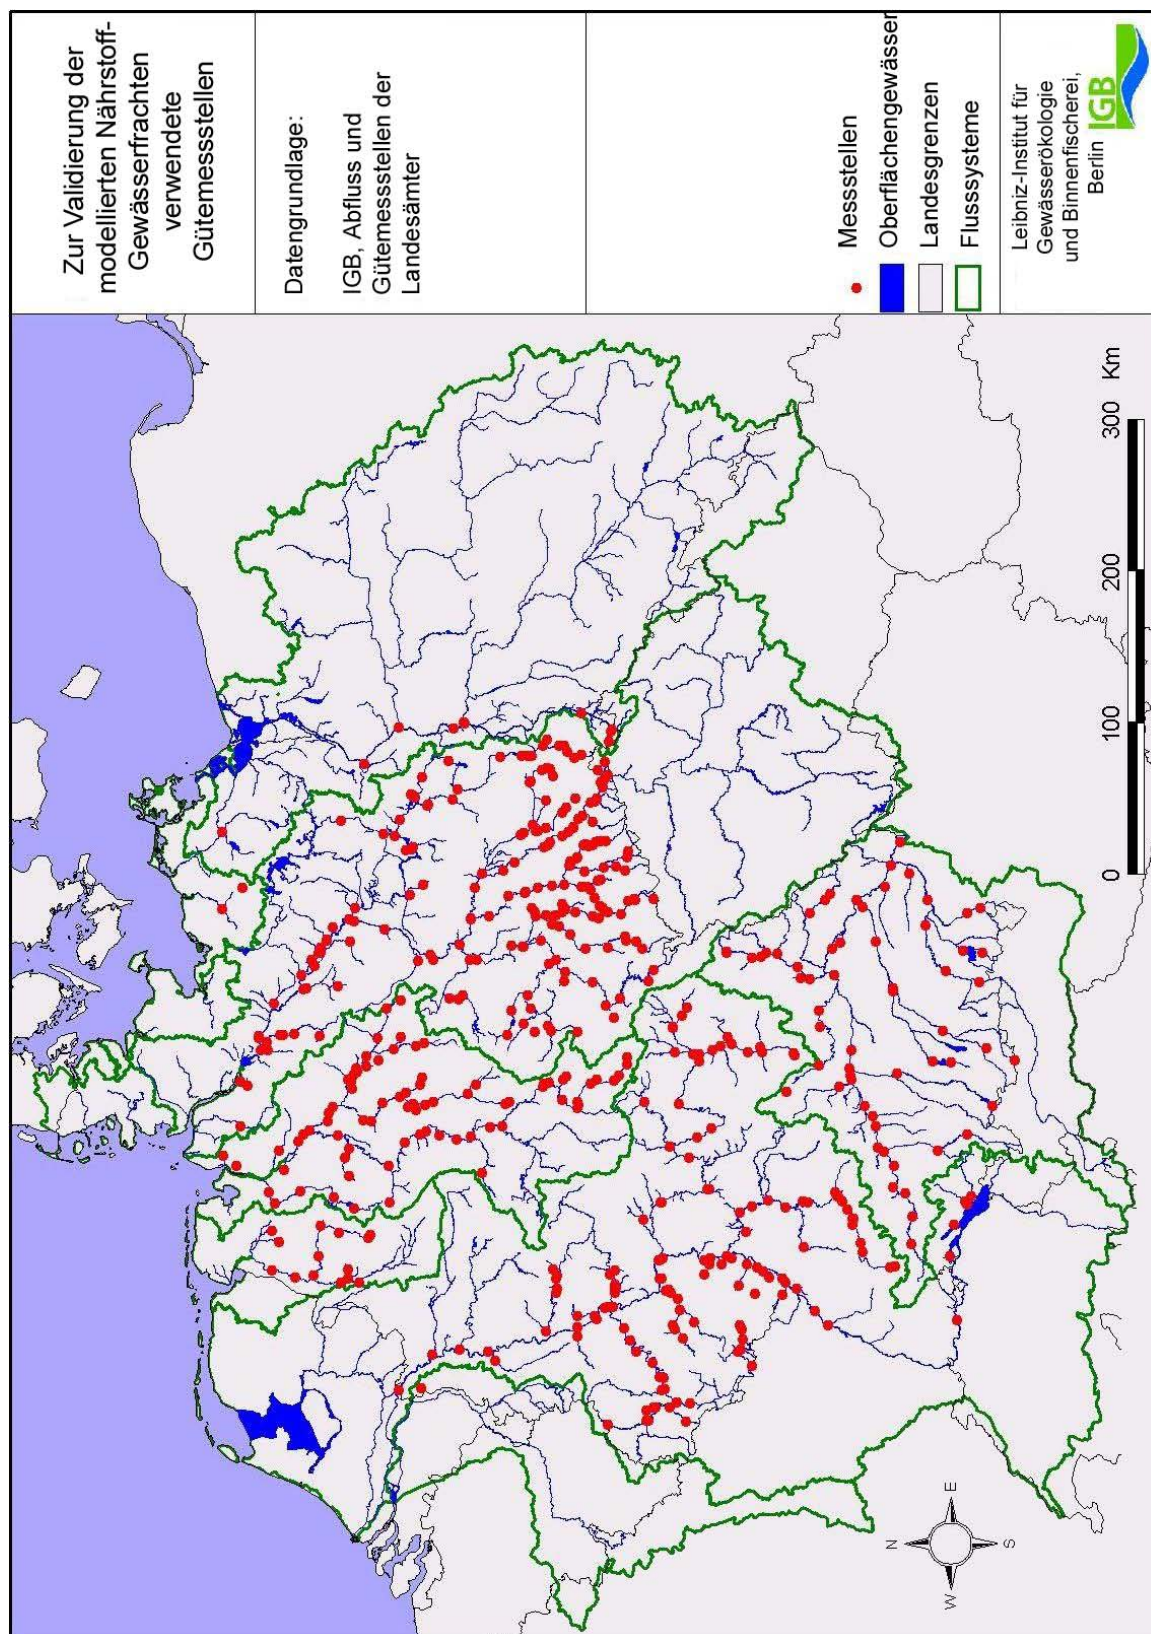 Zur Validierung der
modellierten Nährstoff-
Gewässerfrachten
verwendete
Gütemessstellen
Datengrundlage:
IGB, Abfluss und
Gütemessstellen der
Landesämter
Messstellen
Oberflächengewässer
Landesgrenzen
Flusssysteme
Leibniz-Institut für
Gewässerökologie
und Binnenfischerei,
Berlin
IGB
0 100 200 300 Km
N
W E
S